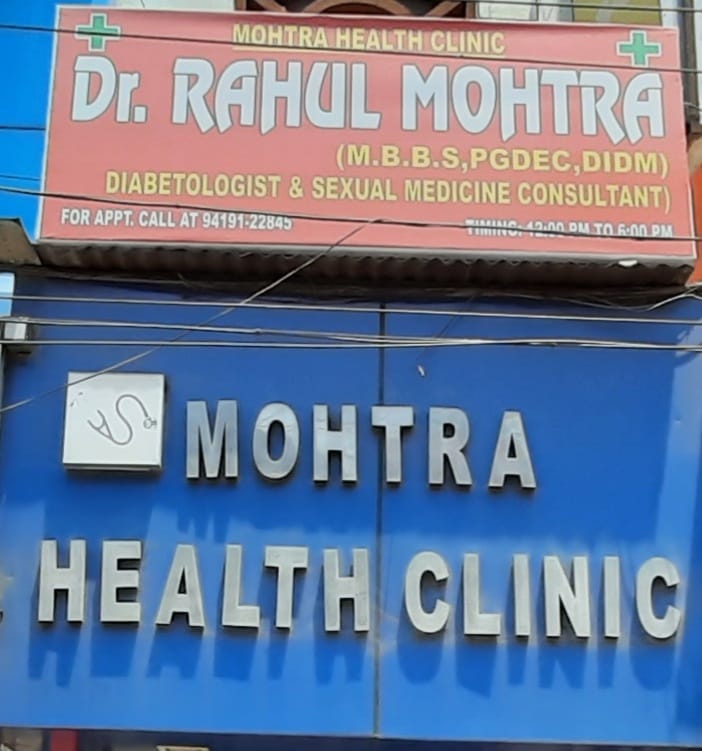 MOHTRA HEALTH CLINIC
Dr. RAHUL MOHTRA
(M.B.B.S,PGDEC,DIDM)
DIABETOLOGIST & SEXUAL MEDICINE CONSULTANT)
FOR APPT. CALL AT 94191-22845 TIMING: 12:00 PM TO 6:00 PM
MOHTRA
HEALTH CLINIC